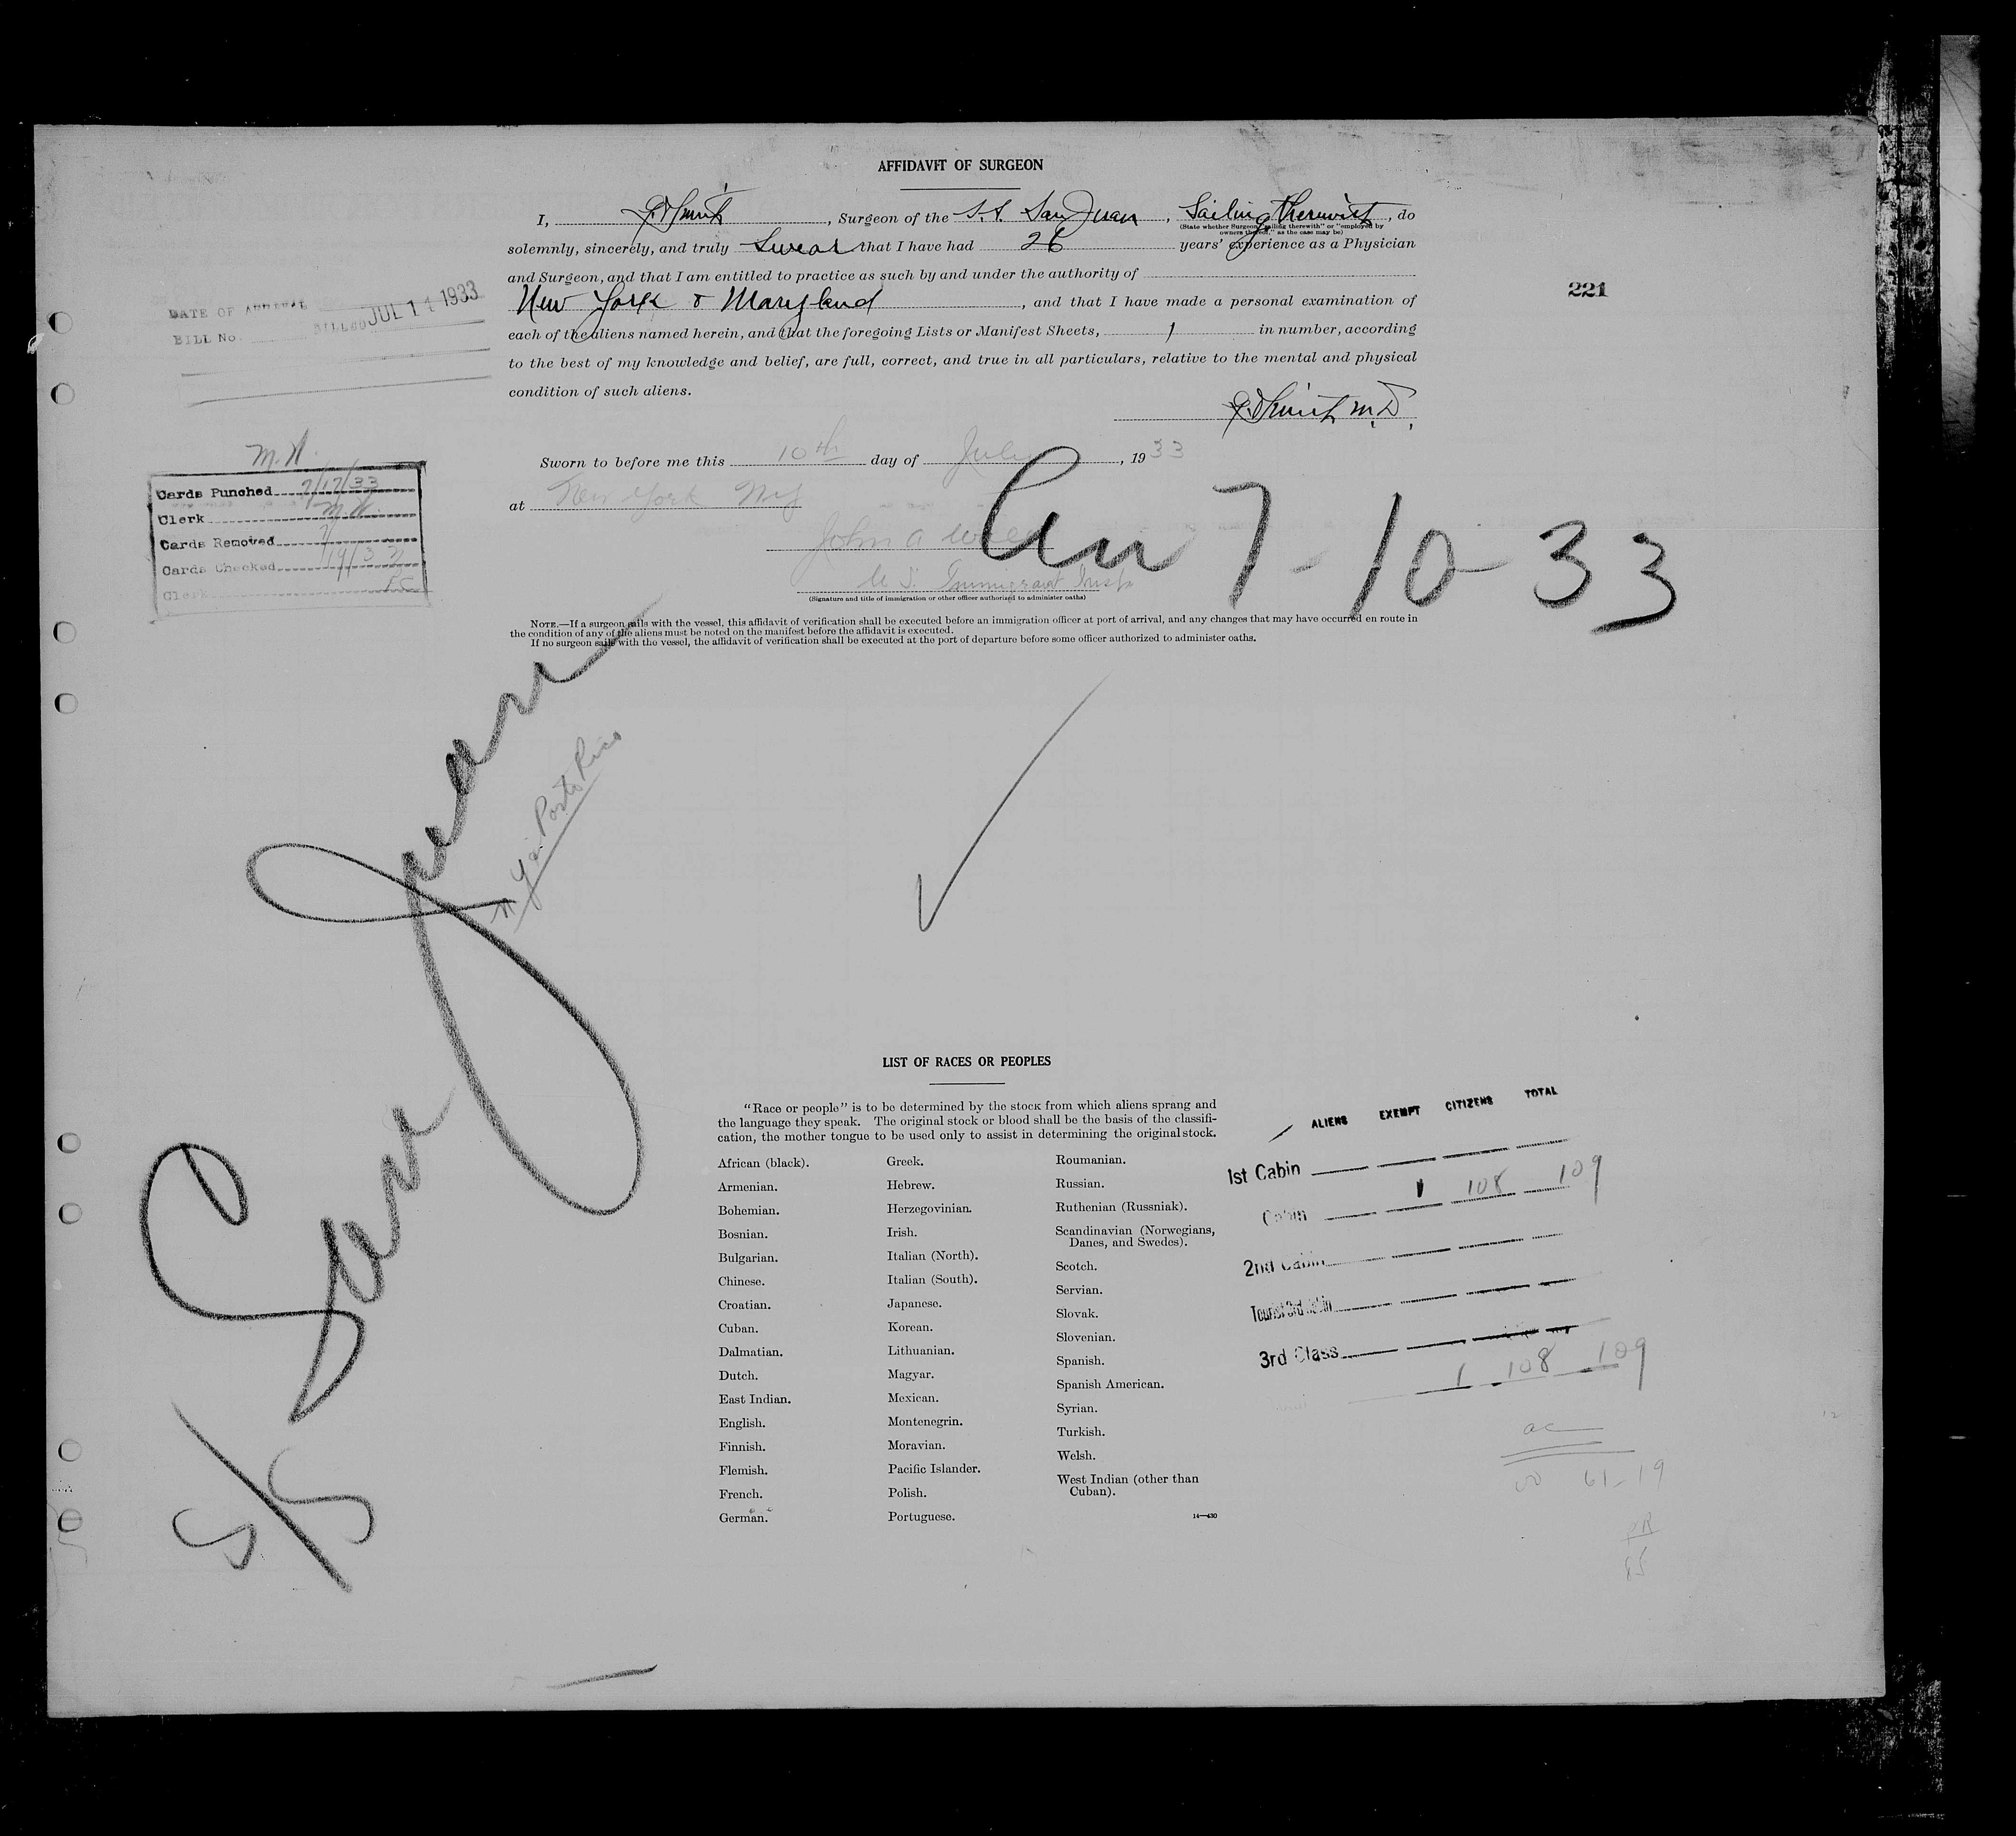 AFFIDAVIT OF SURGEON
I, , Surgeon of the S.S. San Juan, Sailing therewith, do
(State whether Surgeon "sailing therewith" or "employed by owners thereof," as the case may be)
solemnly, sincerely, and truly swear that I have had 26 years' experience as a Physician
and Surgeon, and that I am entitled to practice as such by and under the authority of
New York & Maryland, and that I have made a personal examination of
each of the aliens named herein, and that the foregoing Lists or Manifest Sheets, 1 in number, according
to the best of my knowledge and belief, are full, correct, and true in all particulars, relative to the mental and physical
condition of such aliens.
M.D.
221
DATE OF ARRIVAL
BILL No. BILLED JUL 14 1933
M.H.
Cards Punched 7/17/33
Clerk M.H.
Cards Removed
Cards Checked
Clerk
Sworn to before me this 10th day of July, 1933
at New York NY
John A
U.S. Immigrant Insp
(Signature and title of immigration or other officer authorized to administer oaths)
Arr 7-10-33
NOTE.—If a surgeon sails with the vessel, this affidavit of verification shall be executed before an immigration officer at port of arrival, and any changes that may have occurred en route in
the condition of any of the aliens must be noted on the manifest before the affidavit is executed.
If no surgeon sails with the vessel, the affidavit of verification shall be executed at the port of departure before some officer authorized to administer oaths.
S/S San Juan
Porto Rico
LIST OF RACES OR PEOPLES
"Race or people" is to be determined by the stock from which aliens sprang and
the language they speak. The original stock or blood shall be the basis of the classifi-
cation, the mother tongue to be used only to assist in determining the original stock.
African (black).
Armenian.
Bohemian.
Bosnian.
Bulgarian.
Chinese.
Croatian.
Cuban.
Dalmatian.
Dutch.
East Indian.
English.
Finnish.
Flemish.
French.
German.
Greek.
Hebrew.
Herzegovinian.
Irish.
Italian (North).
Italian (South).
Japanese.
Korean.
Lithuanian.
Magyar.
Mexican.
Montenegrin.
Moravian.
Pacific Islander.
Polish.
Portuguese.
Roumanian.
Russian.
Ruthenian (Russniak).
Scandinavian (Norwegians,
Danes, and Swedes).
Scotch.
Servian.
Slovak.
Slovenian.
Spanish.
Spanish American.
Syrian.
Turkish.
Welsh.
West Indian (other than
Cuban).
14—430
ALIENS EXEMPT CITIZENS TOTAL
1st Cabin
Cabin 1 108 109
2nd Cabin
Tourist 3rd Cabin
3rd Class
1 108 109
61-19
PR